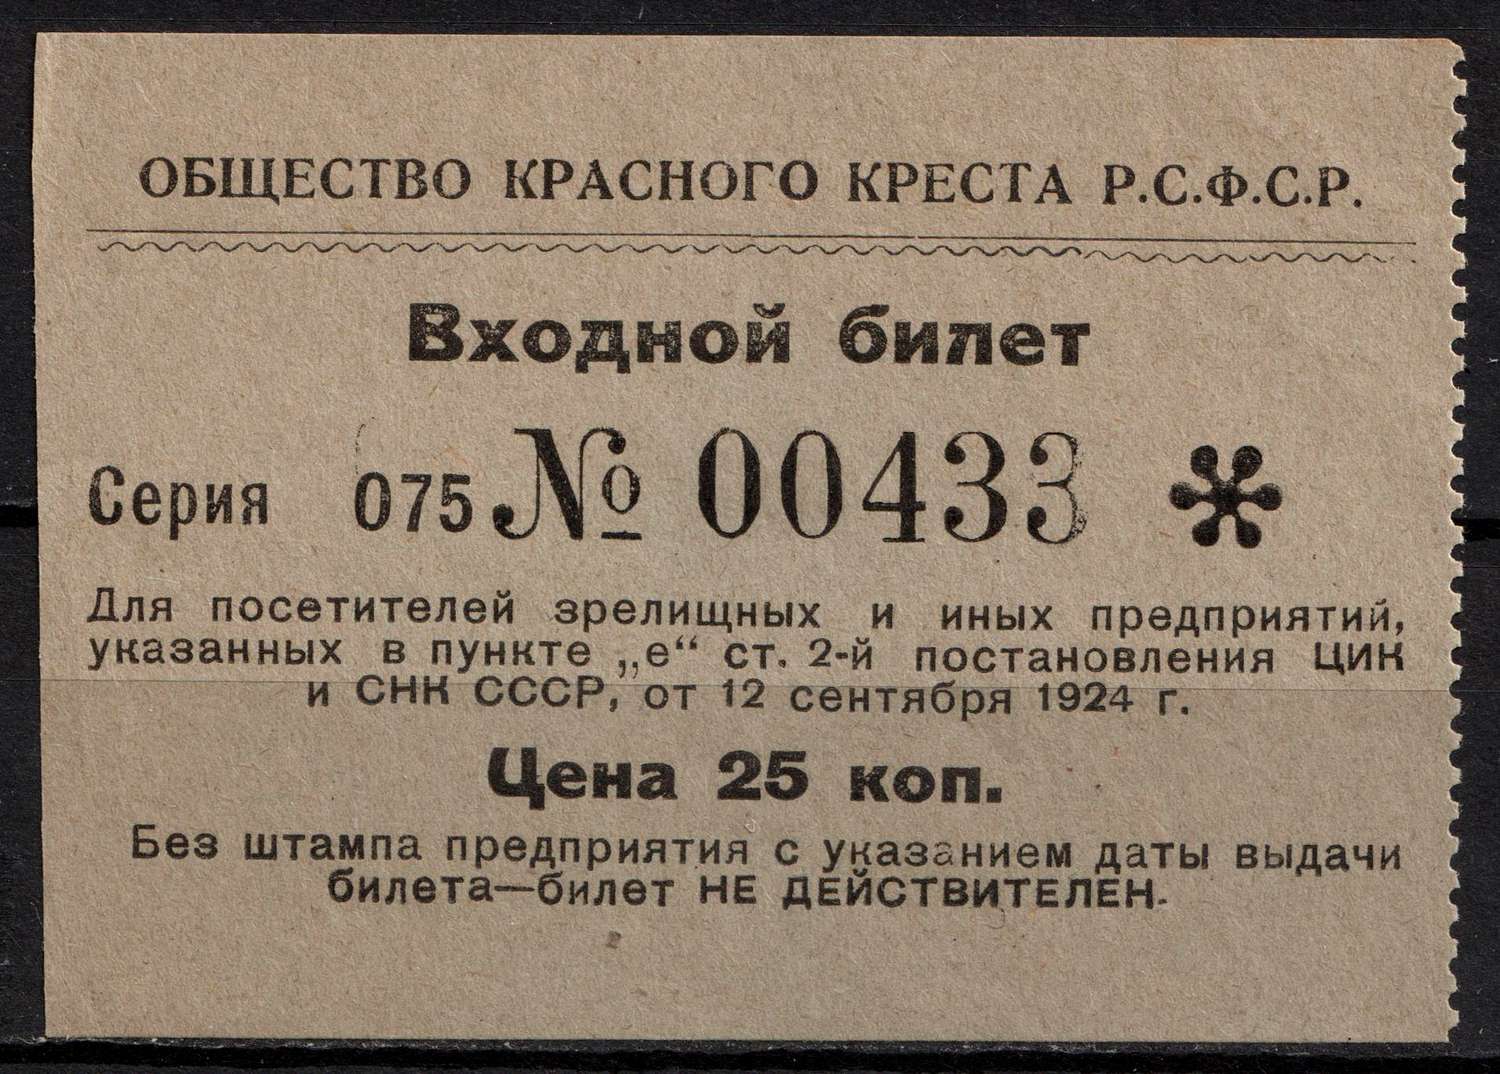 ОБЩЕСТВО КРАСНОГО КРЕСТА Р.С.Ф.С.Р.
Входной билет
Серия 075 № 00433 *
Для посетителей зрелищных и иных предприятий,
указанных в пункте „е“ ст. 2-й постановления ЦИК
и СНК СССР, от 12 сентября 1924 г.
Цена 25 коп.
Без штампа предприятия с указанием даты выдачи
билета—билет НЕ ДЕЙСТВИТЕЛЕН.